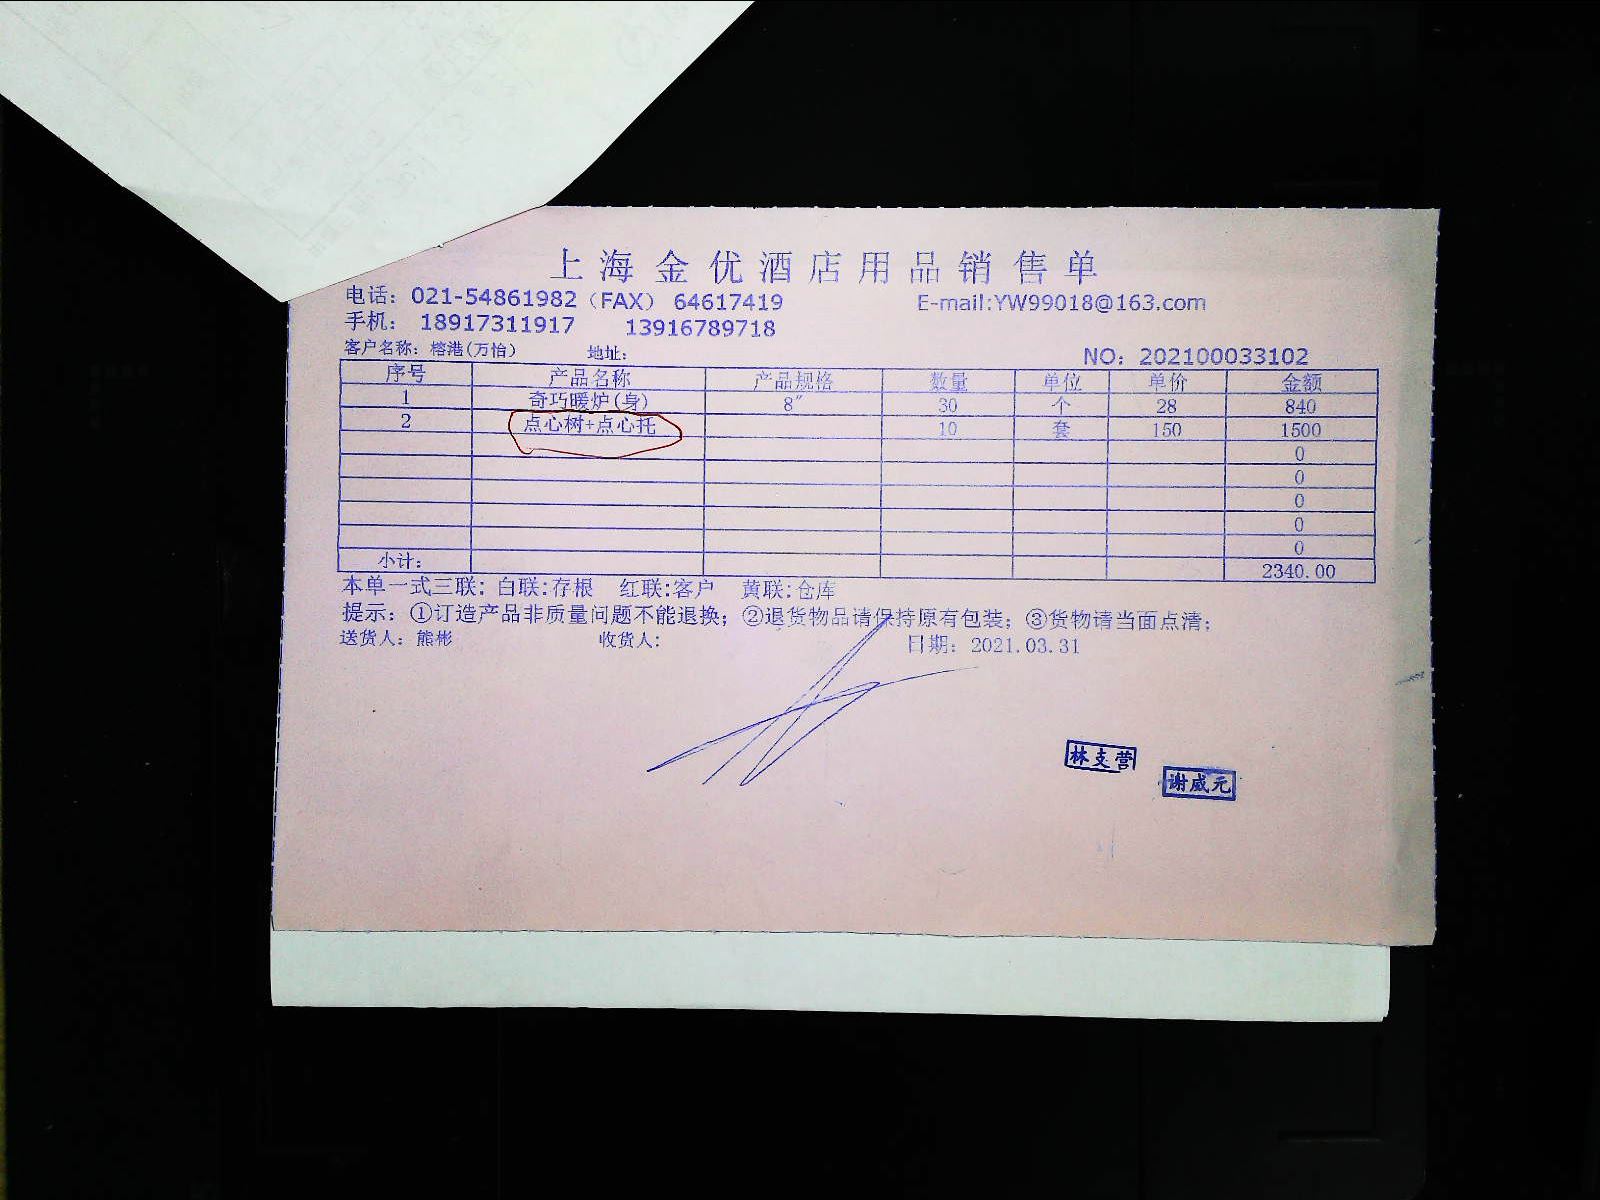 上海金优酒店用品销售单
电话：021-54861982（FAX） 64617419 E-mail:YW99018@163.com
手机： 18917311917 13916789718
客户名称：榕港(万怡) 地址： NO：202100033102
序号 产品名称 产品规格 数量 单位 单价 金额
1 奇巧暖炉(身) 8″ 30 个 28 840
2 点心树+点心托 10 套 150 1500
0
0
0
0
0
小计： 2340.00
本单一式三联：白联:存根 红联:客户 黄联:仓库
提示：①订造产品非质量问题不能退换；②退货物品请保持原有包装；③货物请当面点清；
送货人：熊彬 收货人： 日期：2021.03.31
林支营
谢威元